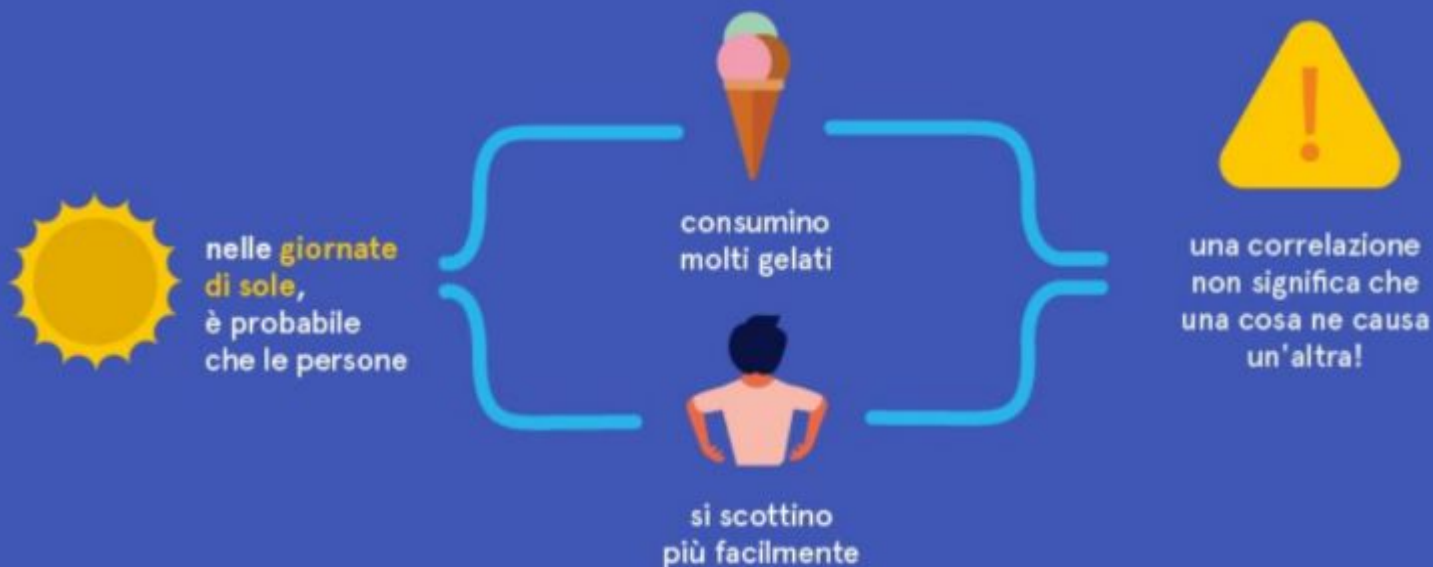 nelle giornate
di sole,
è probabile
che le persone
consumino
molti gelati
si scottino
più facilmente
una correlazione
non significa che
una cosa ne causa
un'altra!